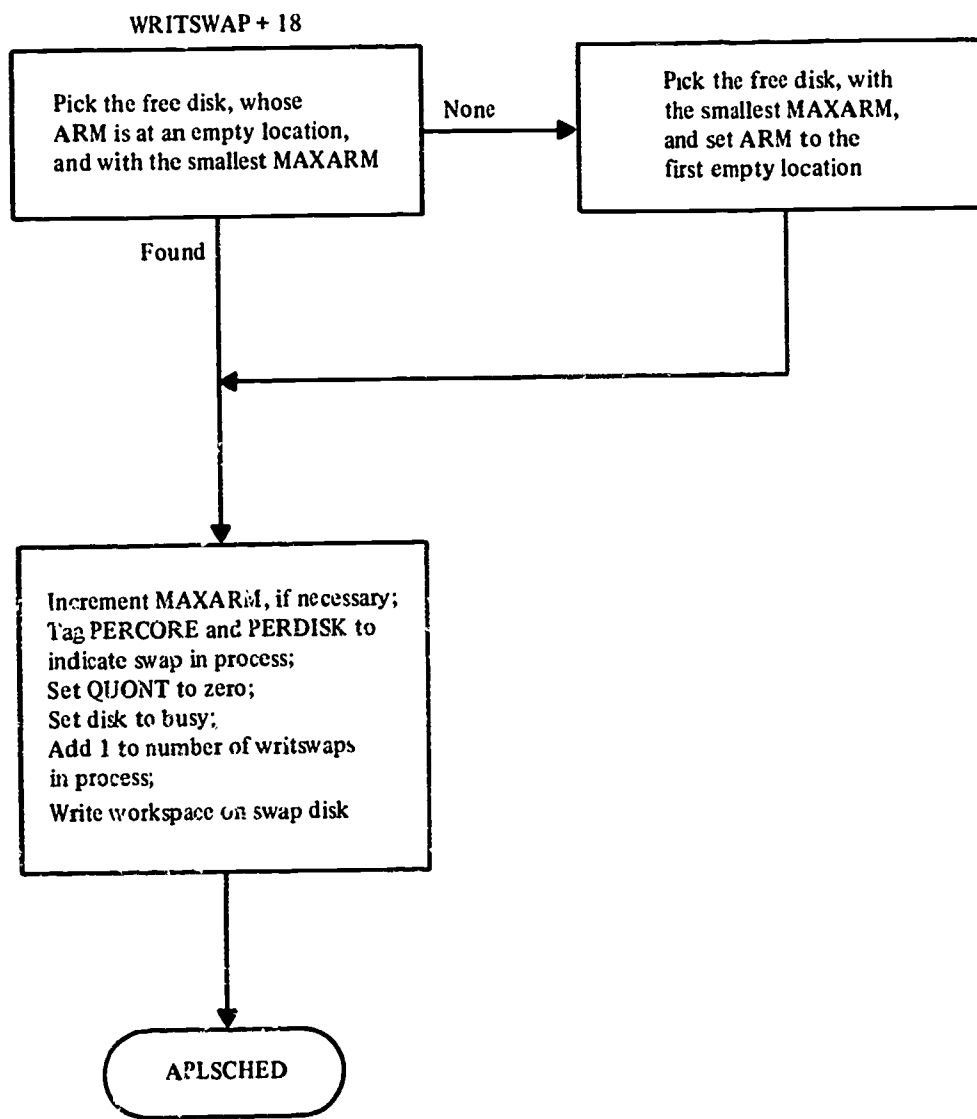 WRITSWAP + 18
Pick the free disk, whose
ARM is at an empty location,
and with the smallest MAXARM
None
Pick the free disk, with
the smallest MAXARM,
and set ARM to the
first empty location
Found
Increment MAXARM, if necessary;
Tag PERCORE and PERDISK to
indicate swap in process;
Set QUONT to zero;
Set disk to busy;
Add 1 to number of writswaps
in process;
Write workspace on swap disk
APLSCHED